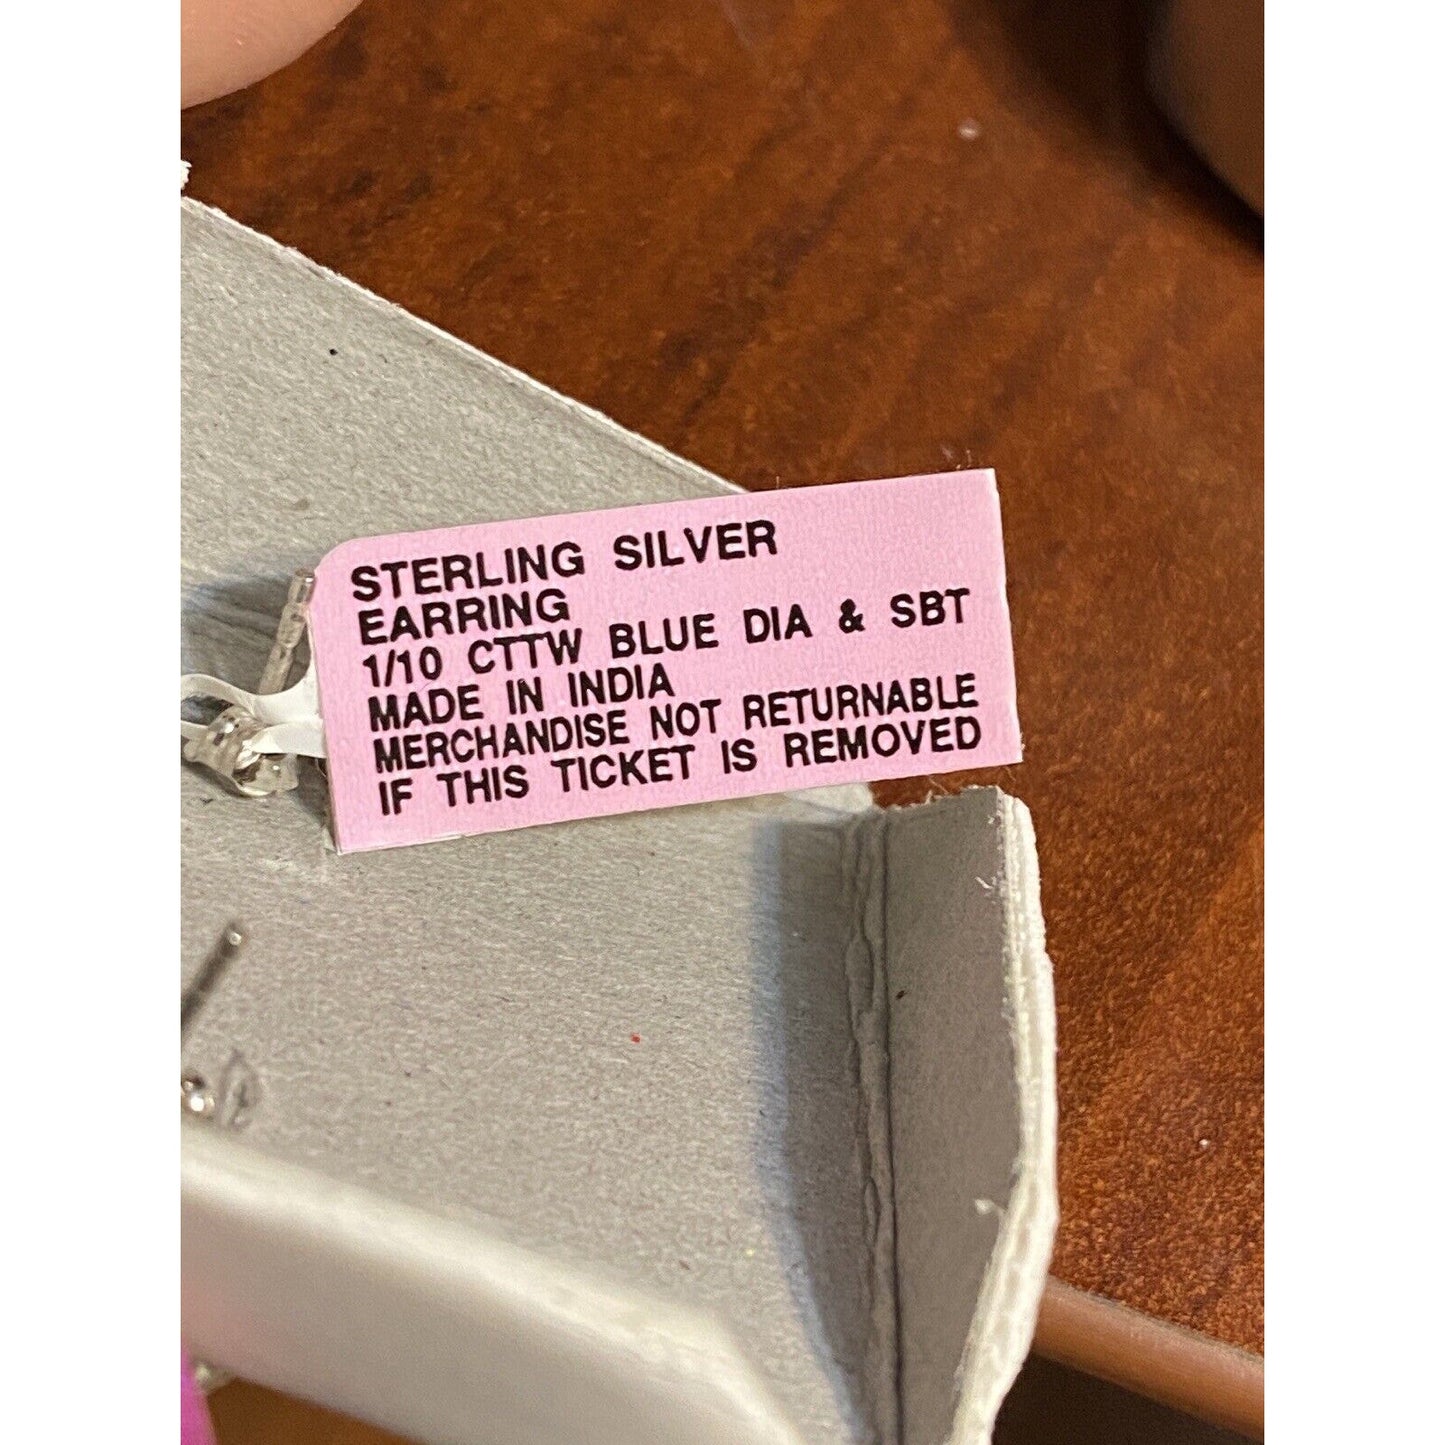 STERLING SILVER
EARRING
1/10 CTTW BLUE DIA & SBT
MADE IN INDIA
MERCHANDISE NOT RETURNABLE
IF THIS TICKET IS REMOVED